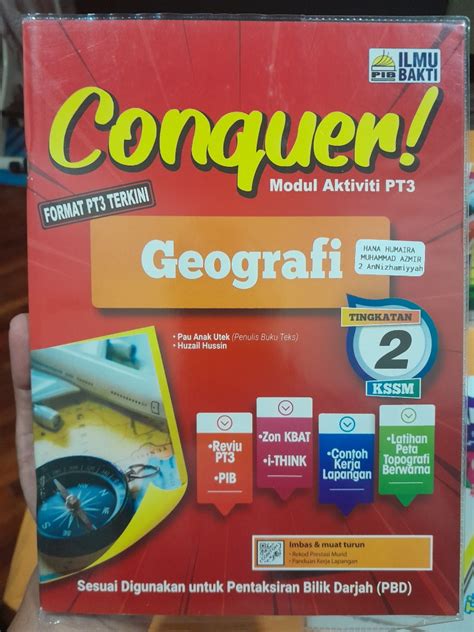 ILMU
BAKTI
PIB
Conquer!
Modul Aktiviti PT3
FORMAT PT3 TERKINI
Geografi
HANA HUMAIRA
MUHAMMAD AZMIR
2 AnNizhamiyyah
• Pau Anak Utek (Penulis Buku Teks)
• Huzail Hussin
TINGKATAN
2
KSSM
• Reviu
PT3
• PIB
• Zon KBAT
• i-THINK
• Contoh
Kerja
Lapangan
• Latihan
Peta
Topografi
Berwarna
Imbas & muat turun
• Rekod Prestasi Murid
• Panduan Kerja Lapangan
Sesuai Digunakan untuk Pentaksiran Bilik Darjah (PBD)